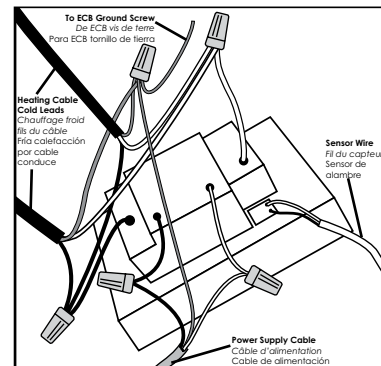 To ECB Ground Screw
De ECB vis de terre
Para ECB tornillo de tierra
Heating Cable
Cold Leads
Chauffage froid
fils du câble
Fría calefacción
por cable
conduce
Sensor Wire
Fil du capteur
Sensor de
alambre
Power Supply Cable
Câble d'alimentation
Cable de alimentación